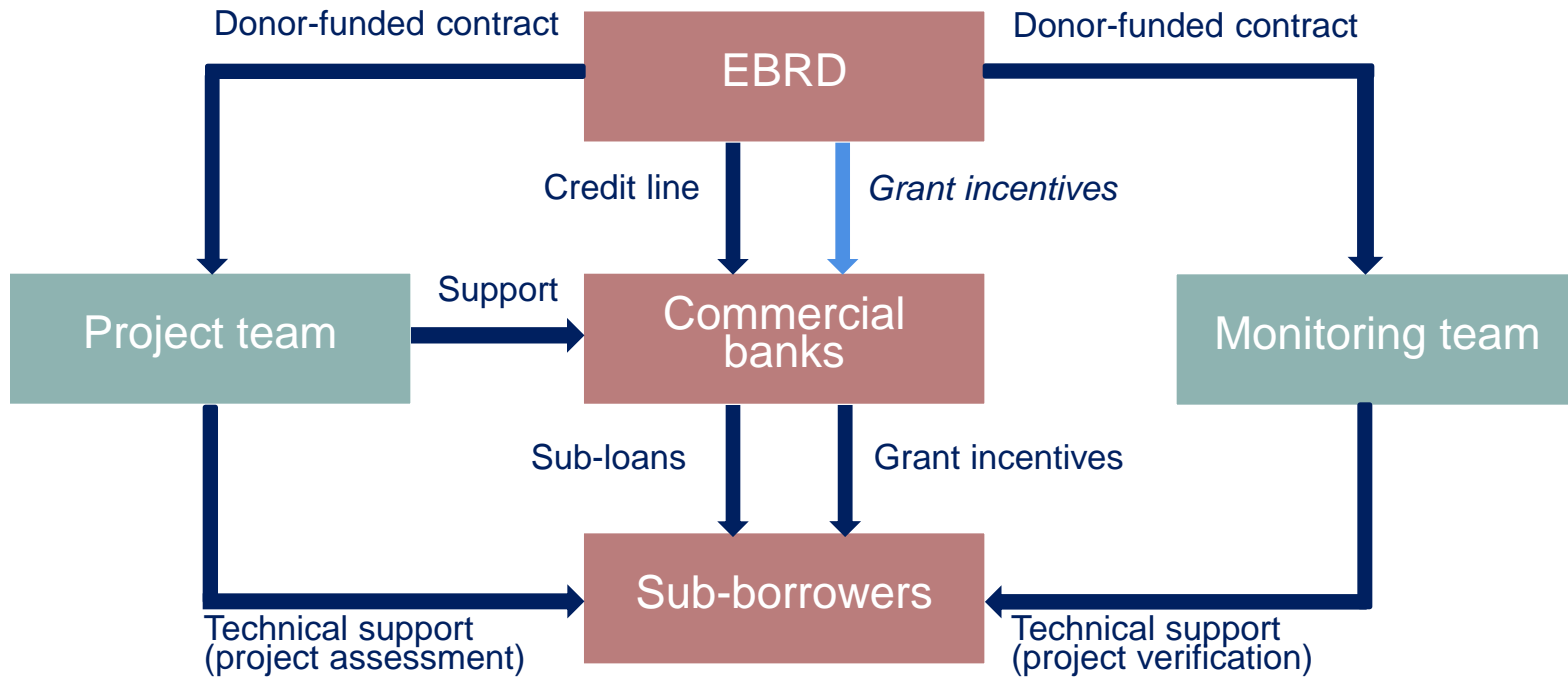 Donor-funded contract
EBRD
Donor-funded contract
Credit line
Grant incentives
Project team
Support
Commercial
banks
Monitoring team
Sub-loans
Grant incentives
Sub-borrowers
Technical support
(project assessment)
Technical support
(project verification)